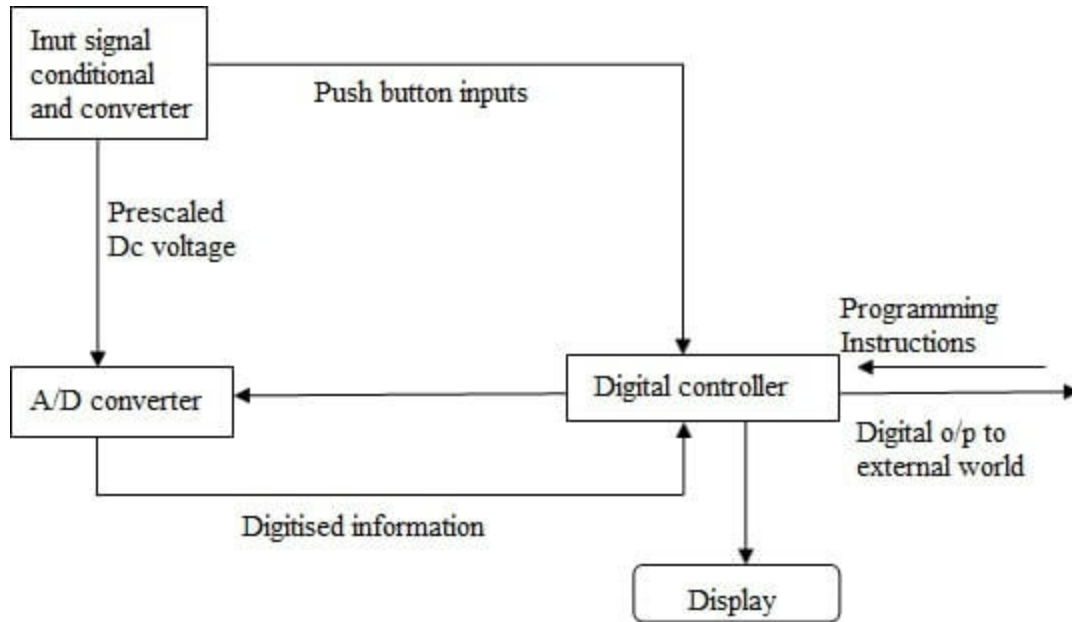 Inut signal
conditional
and converter
Push button inputs
Prescaled
Dc voltage
Programming
Instructions
A/D converter
Digital controller
Digital o/p to
external world
Digitised information
Display